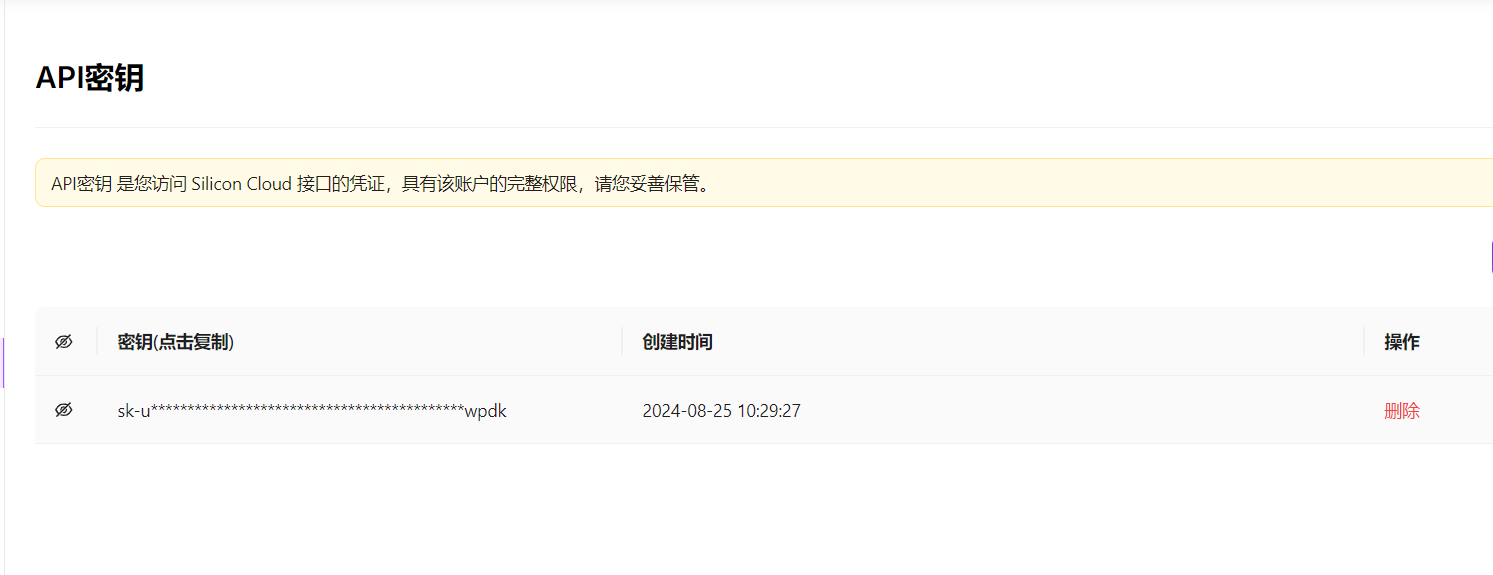 API密钥
API密钥 是您访问 Silicon Cloud 接口的凭证，具有该账户的完整权限，请您妥善保管。
密钥(点击复制) 创建时间 操作
sk-u*******************************************wpdk 2024-08-25 10:29:27 删除